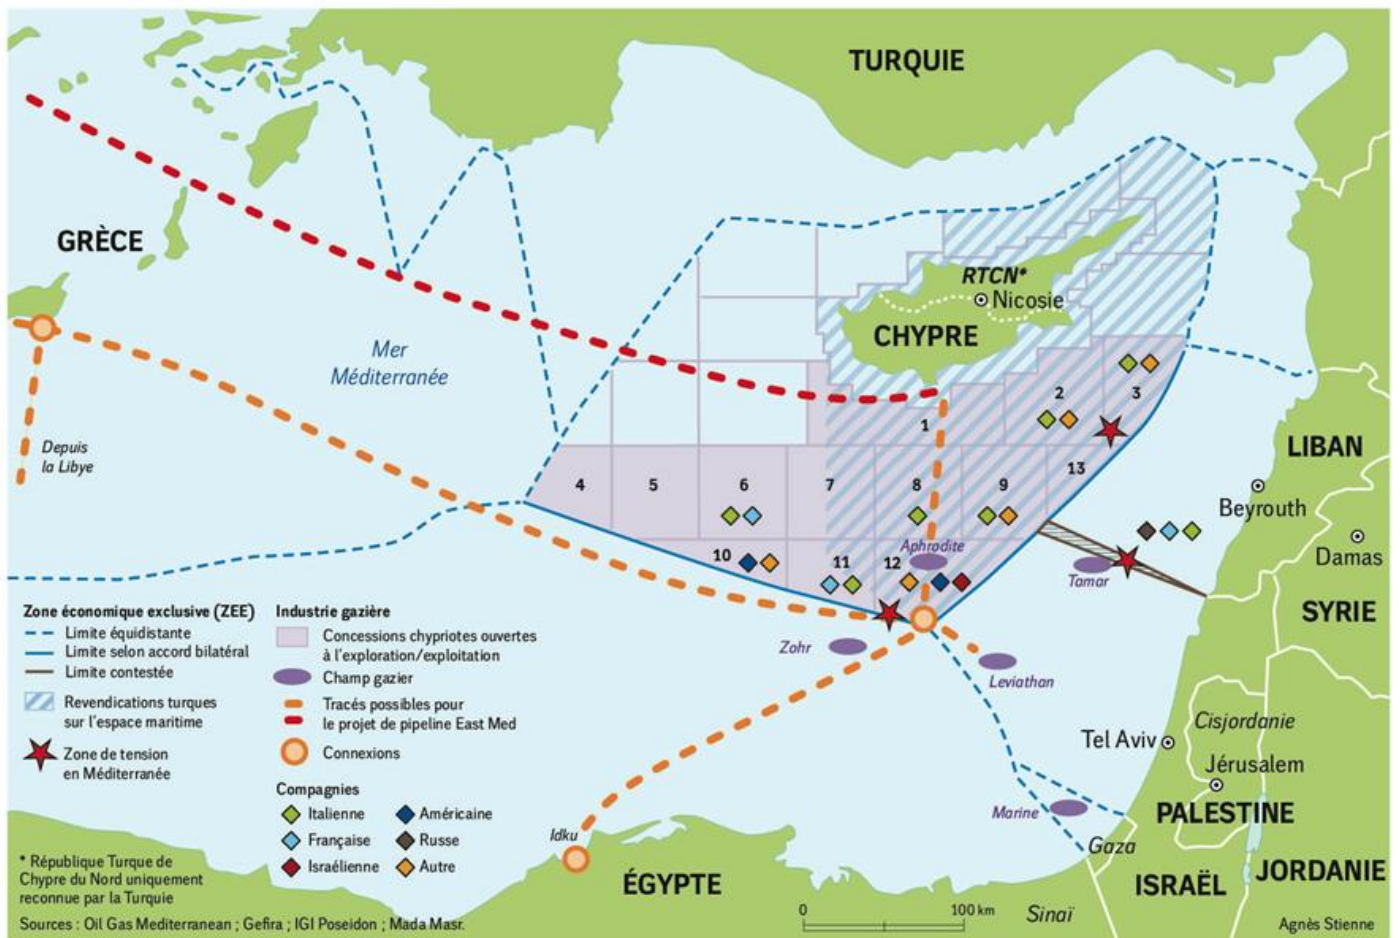 TURQUIE
GRÈCE
RTCN*
Nicosie
CHYPRE
Mer
Méditerranée
Depuis
la Libye
1
2
3
4
5
6
7
8
9
13
10
11
12
Aphrodite
Tamar
Zohr
Leviathan
Marine
LIBAN
Beyrouth
Damas
SYRIE
Tel Aviv
Cisjordanie
Jérusalem
PALESTINE
Gaza
ISRAËL
JORDANIE
Idku
ÉGYPTE
Sinaï
Zone économique exclusive (ZEE)
Limite équidistante
Limite selon accord bilatéral
Limite contestée
Revendications turques
sur l'espace maritime
Zone de tension
en Méditerranée
Industrie gazière
Concessions chypriotes ouvertes
à l'exploration/exploitation
Champ gazier
Tracés possibles pour
le projet de pipeline East Med
Connexions
Compagnies
Italienne
Française
Israélienne
Américaine
Russe
Autre
* République Turque de
Chypre du Nord uniquement
reconnue par la Turquie
Sources : Oil Gas Mediterranean ; Gefira ; IGI Poseidon ; Mada Masr.
0 100 km
Agnès Stienne